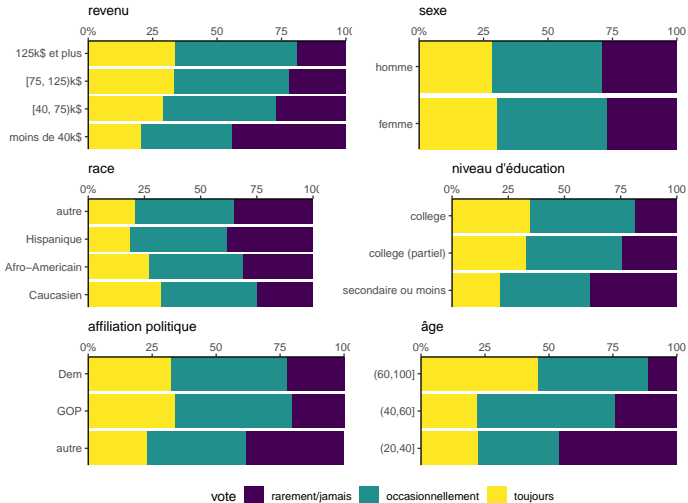 revenu
0% 25 50 75 100
125k$ et plus
[75, 125)k$
[40, 75)k$
moins de 40k$
sexe
0% 25 50 75 100
homme
femme
race
0% 25 50 75 10
autre
Hispanique
Afro−Americain
Caucasien
niveau d'éducation
0% 25 50 75 10
college
college (partiel)
secondaire ou moins
affiliation politique
0% 25 50 75 100
Dem
GOP
autre
âge
0% 25 50 75 100
(60,100]
(40,60]
(20,40]
vote rarement/jamais occasionnellement toujours